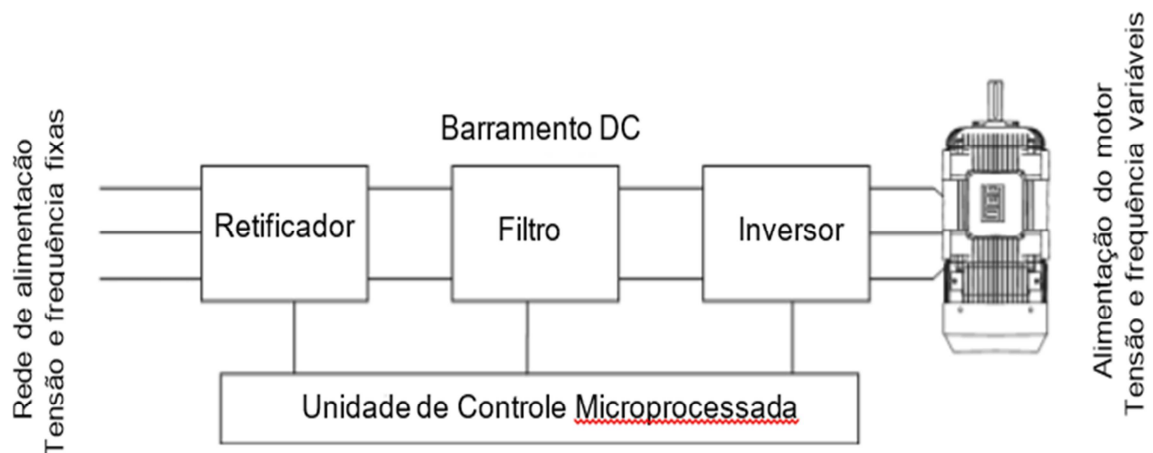 Rede de alimentação
Tensão e frequência fixas
Barramento DC
Retificador
Filtro
Inversor
Unidade de Controle Microprocessada
Alimentação do motor
Tensão e frequência variáveis